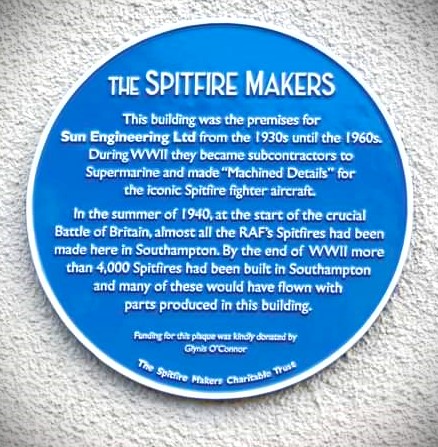 THE SPITFIRE MAKERS
This building was the premises for
Sun Engineering Ltd from the 1930s until the 1960s.
During WWII they became subcontractors to
Supermarine and made "Machined Details" for
the iconic Spitfire fighter aircraft.
In the summer of 1940, at the start of the crucial
Battle of Britain, almost all the RAF's Spitfires had been
made here in Southampton. By the end of WWII more
than 4,000 Spitfires had been built in Southampton
and many of these would have flown with
parts produced in this building.
Funding for this plaque was kindly donated by
Glynis O'Connor
The Spitfire Makers Charitable Trust